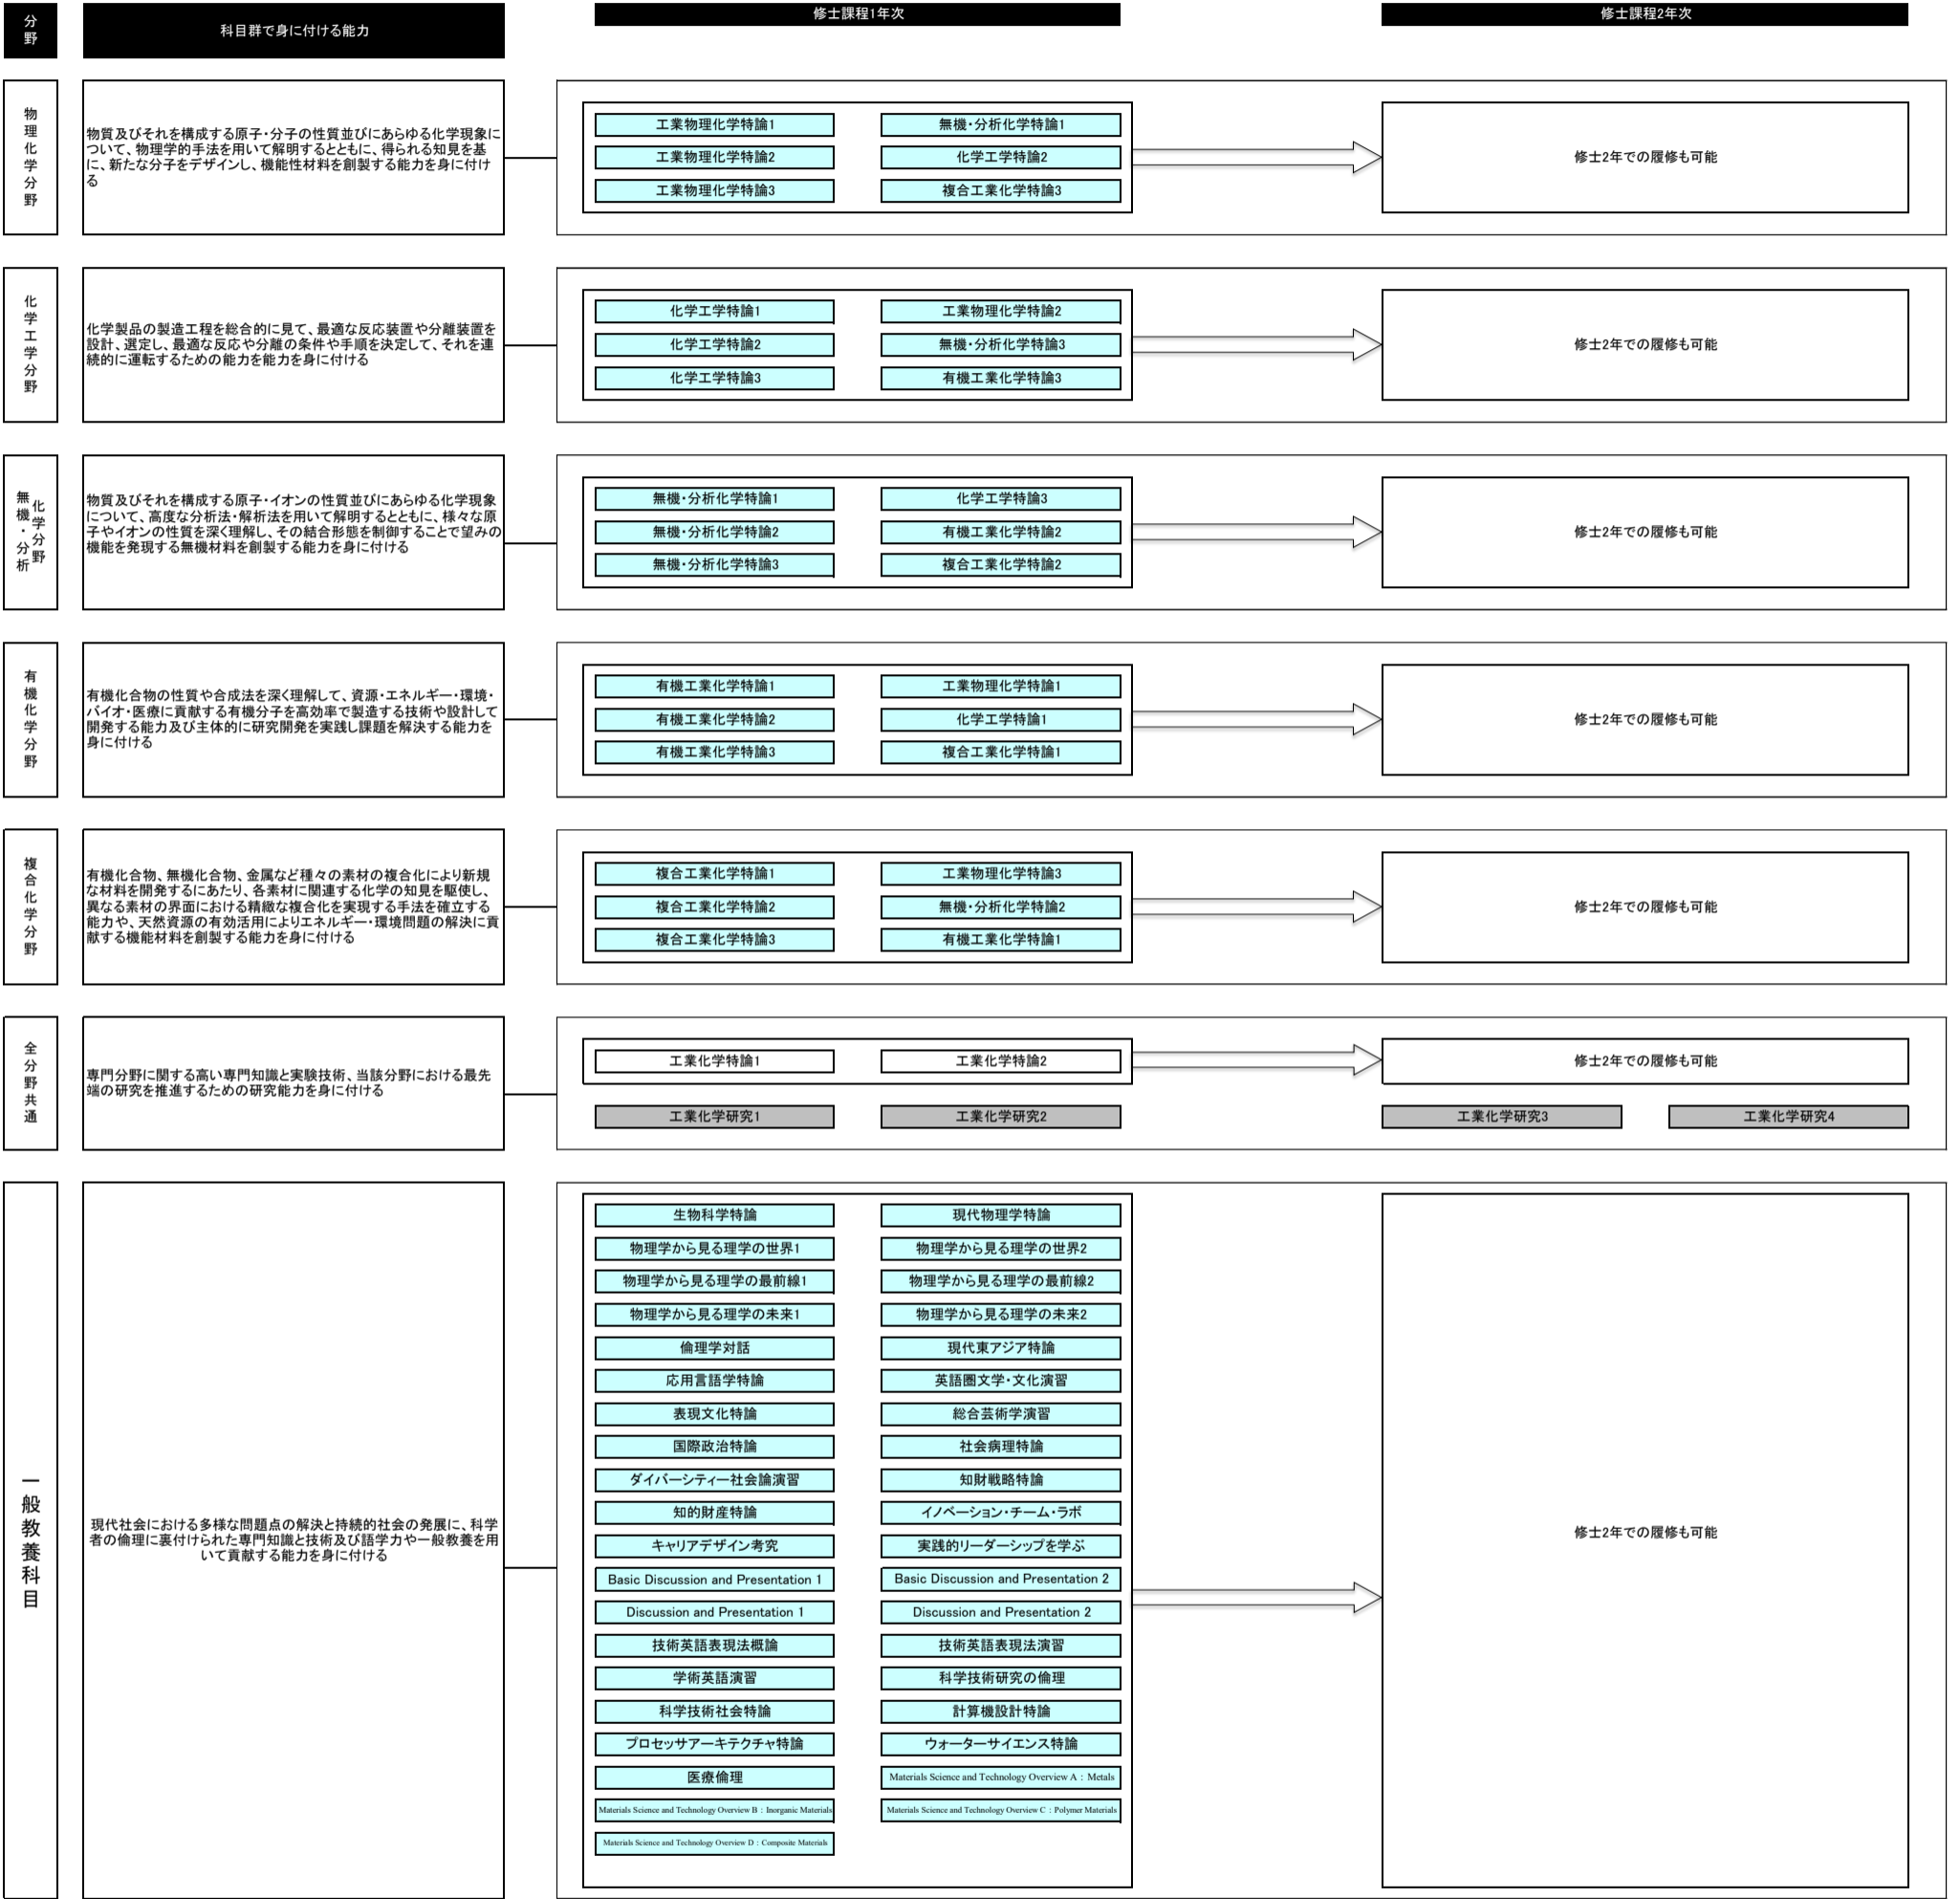 分野
科目群で身に付ける能力
修士課程1年次
修士課程2年次
物理化学分野
物質及びそれを構成する原子・分子の性質並びにあらゆる化学現象に
ついて、物理学的手法を用いて解明するとともに、得られる知見を基
に、新たな分子をデザインし、機能性材料を創製する能力を身に付け
る
工業物理化学特論1
無機・分析化学特論1
工業物理化学特論2
化学工学特論2
工業物理化学特論3
複合工業化学特論3
修士2年での履修も可能
化学工学分野
化学製品の製造工程を総合的に見て、最適な反応装置や分離装置を
設計、選定し、最適な反応や分離の条件や手順を決定して、それを連
続的に運転するための能力を能力を身に付ける
化学工学特論1
工業物理化学特論2
化学工学特論2
無機・分析化学特論3
化学工学特論3
有機工業化学特論3
修士2年での履修も可能
無機・分析
化学分野
物質及びそれを構成する原子・イオンの性質並びにあらゆる化学現象
について、高度な分析法・解析法を用いて解明するとともに、様々な原
子やイオンの性質を深く理解し、その結合形態を制御することで望みの
機能を発現する無機材料を創製する能力を身に付ける
無機・分析化学特論1
化学工学特論3
無機・分析化学特論2
有機工業化学特論2
無機・分析化学特論3
複合工業化学特論2
修士2年での履修も可能
有機化学分野
有機化合物の性質や合成法を深く理解して、資源・エネルギー・環境・
バイオ・医療に貢献する有機分子を高効率で製造する技術や設計して
開発する能力及び主体的に研究開発を実践し課題を解決する能力を
身に付ける
有機工業化学特論1
工業物理化学特論1
有機工業化学特論2
化学工学特論1
有機工業化学特論3
複合工業化学特論1
修士2年での履修も可能
複合化学分野
有機化合物、無機化合物、金属など種々の素材の複合化により新規
な材料を開発するにあたり、各素材に関連する化学の知見を駆使し、
異なる素材の界面における精緻な複合化を実現する手法を確立する
能力や、天然資源の有効活用によりエネルギー・環境問題の解決に貢
献する機能材料を創製する能力を身に付ける
複合工業化学特論1
工業物理化学特論3
複合工業化学特論2
無機・分析化学特論2
複合工業化学特論3
有機工業化学特論1
修士2年での履修も可能
全分野共通
専門分野に関する高い専門知識と実験技術、当該分野における最先
端の研究を推進するための研究能力を身に付ける
工業化学特論1
工業化学特論2
修士2年での履修も可能
工業化学研究1
工業化学研究2
工業化学研究3
工業化学研究4
一般教養科目
現代社会における多様な問題点の解決と持続的社会の発展に、科学
者の倫理に裏付けられた専門知識と技術及び語学力や一般教養を用
いて貢献する能力を身に付ける
生物科学特論
現代物理学特論
物理学から見る理学の世界1
物理学から見る理学の世界2
物理学から見る理学の最前線1
物理学から見る理学の最前線2
物理学から見る理学の未来1
物理学から見る理学の未来2
倫理学対話
現代東アジア特論
応用言語学特論
英語圏文学・文化演習
表現文化特論
総合芸術学演習
国際政治特論
社会病理特論
ダイバーシティー社会論演習
知財戦略特論
知的財産特論
イノベーション・チーム・ラボ
キャリアデザイン考究
実践的リーダーシップを学ぶ
Basic Discussion and Presentation 1
Basic Discussion and Presentation 2
Discussion and Presentation 1
Discussion and Presentation 2
技術英語表現法概論
技術英語表現法演習
学術英語演習
科学技術研究の倫理
科学技術社会特論
計算機設計特論
プロセッサアーキテクチャ特論
ウォーターサイエンス特論
医療倫理
Materials Science and Technology Overview A : Metals
Materials Science and Technology Overview B : Inorganic Materials
Materials Science and Technology Overview C : Polymer Materials
Materials Science and Technology Overview D : Composite Materials
修士2年での履修も可能